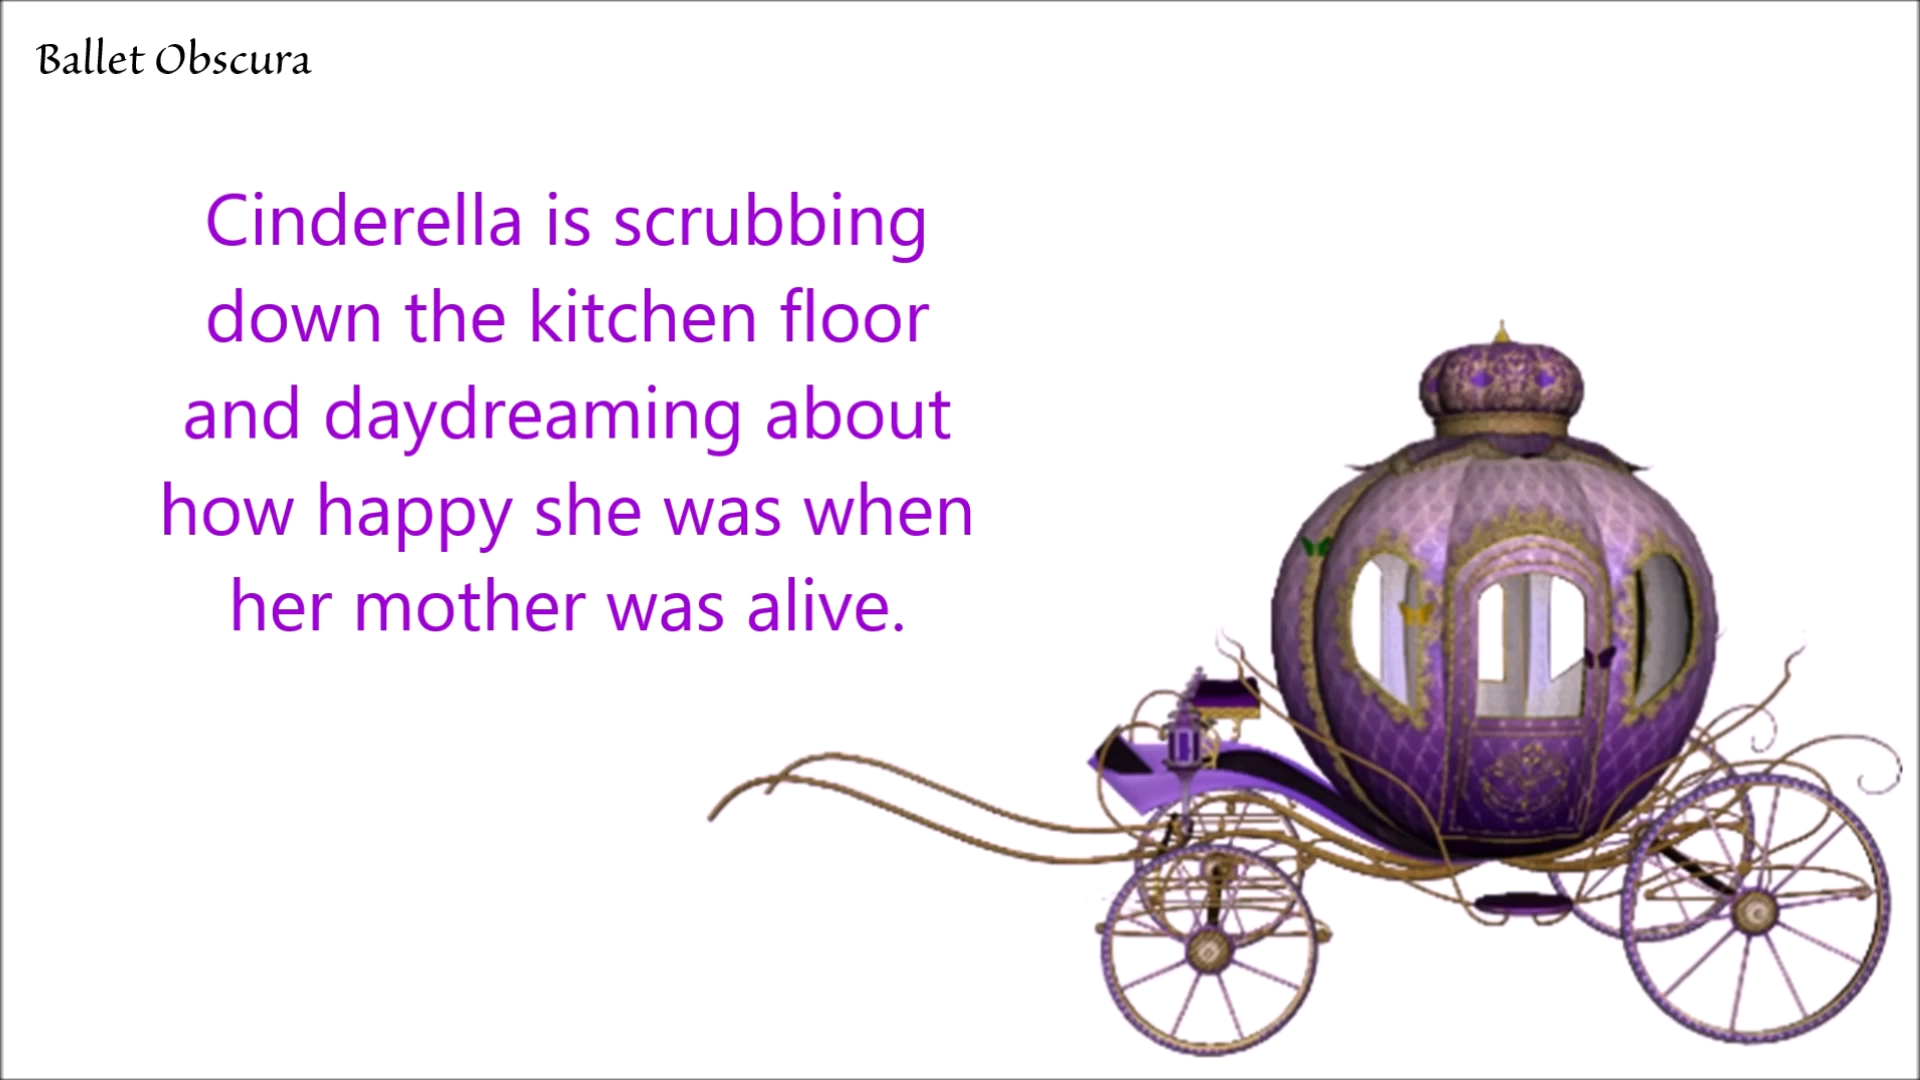 Ballet Obscura
Cinderella is scrubbing
down the kitchen floor
and daydreaming about
how happy she was when
her mother was alive.